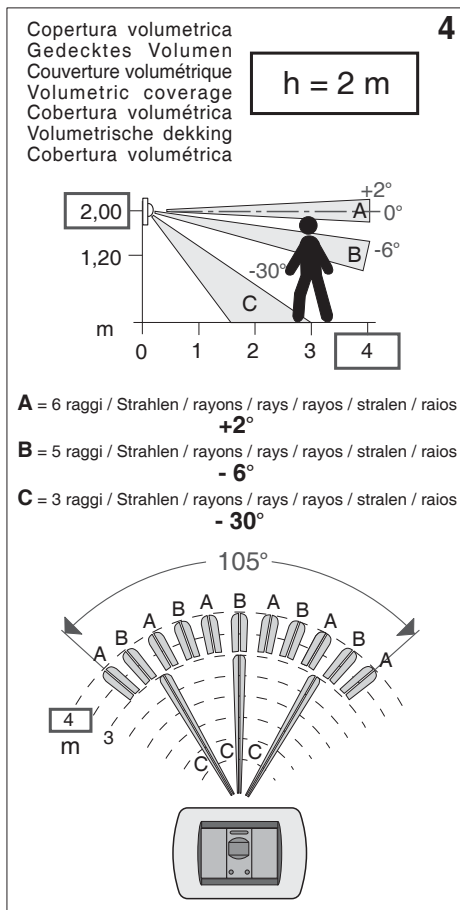 4
Copertura volumetrica
Gedecktes Volumen
Couverture volumétrique
Volumetric coverage
Cobertura volumétrica
Volumetrische dekking
Cobertura volumétrica
h = 2 m
+2°
2,00
A
0°
1,20
B
-6°
-30°
C
m
0 1 2 3 4
A = 6 raggi / Strahlen / rayons / rays / rayos / stralen / raios
+2°
B = 5 raggi / Strahlen / rayons / rays / rayos / stralen / raios
- 6°
C = 3 raggi / Strahlen / rayons / rays / rayos / stralen / raios
- 30°
105°
A B A B A B A B A B A
4
m
3
C C C